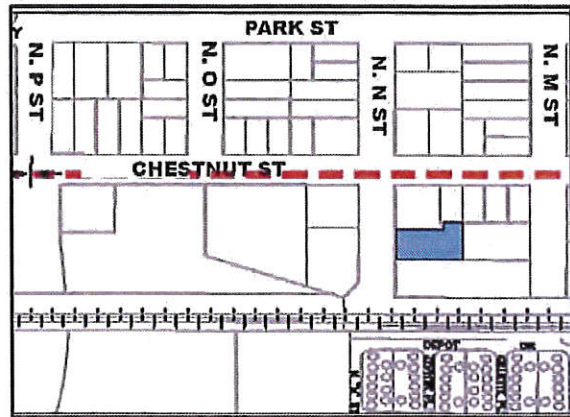 Y
PARK ST
N. P ST
N. O ST
N. N ST
N. M ST
CHESTNUT ST
DEPOT